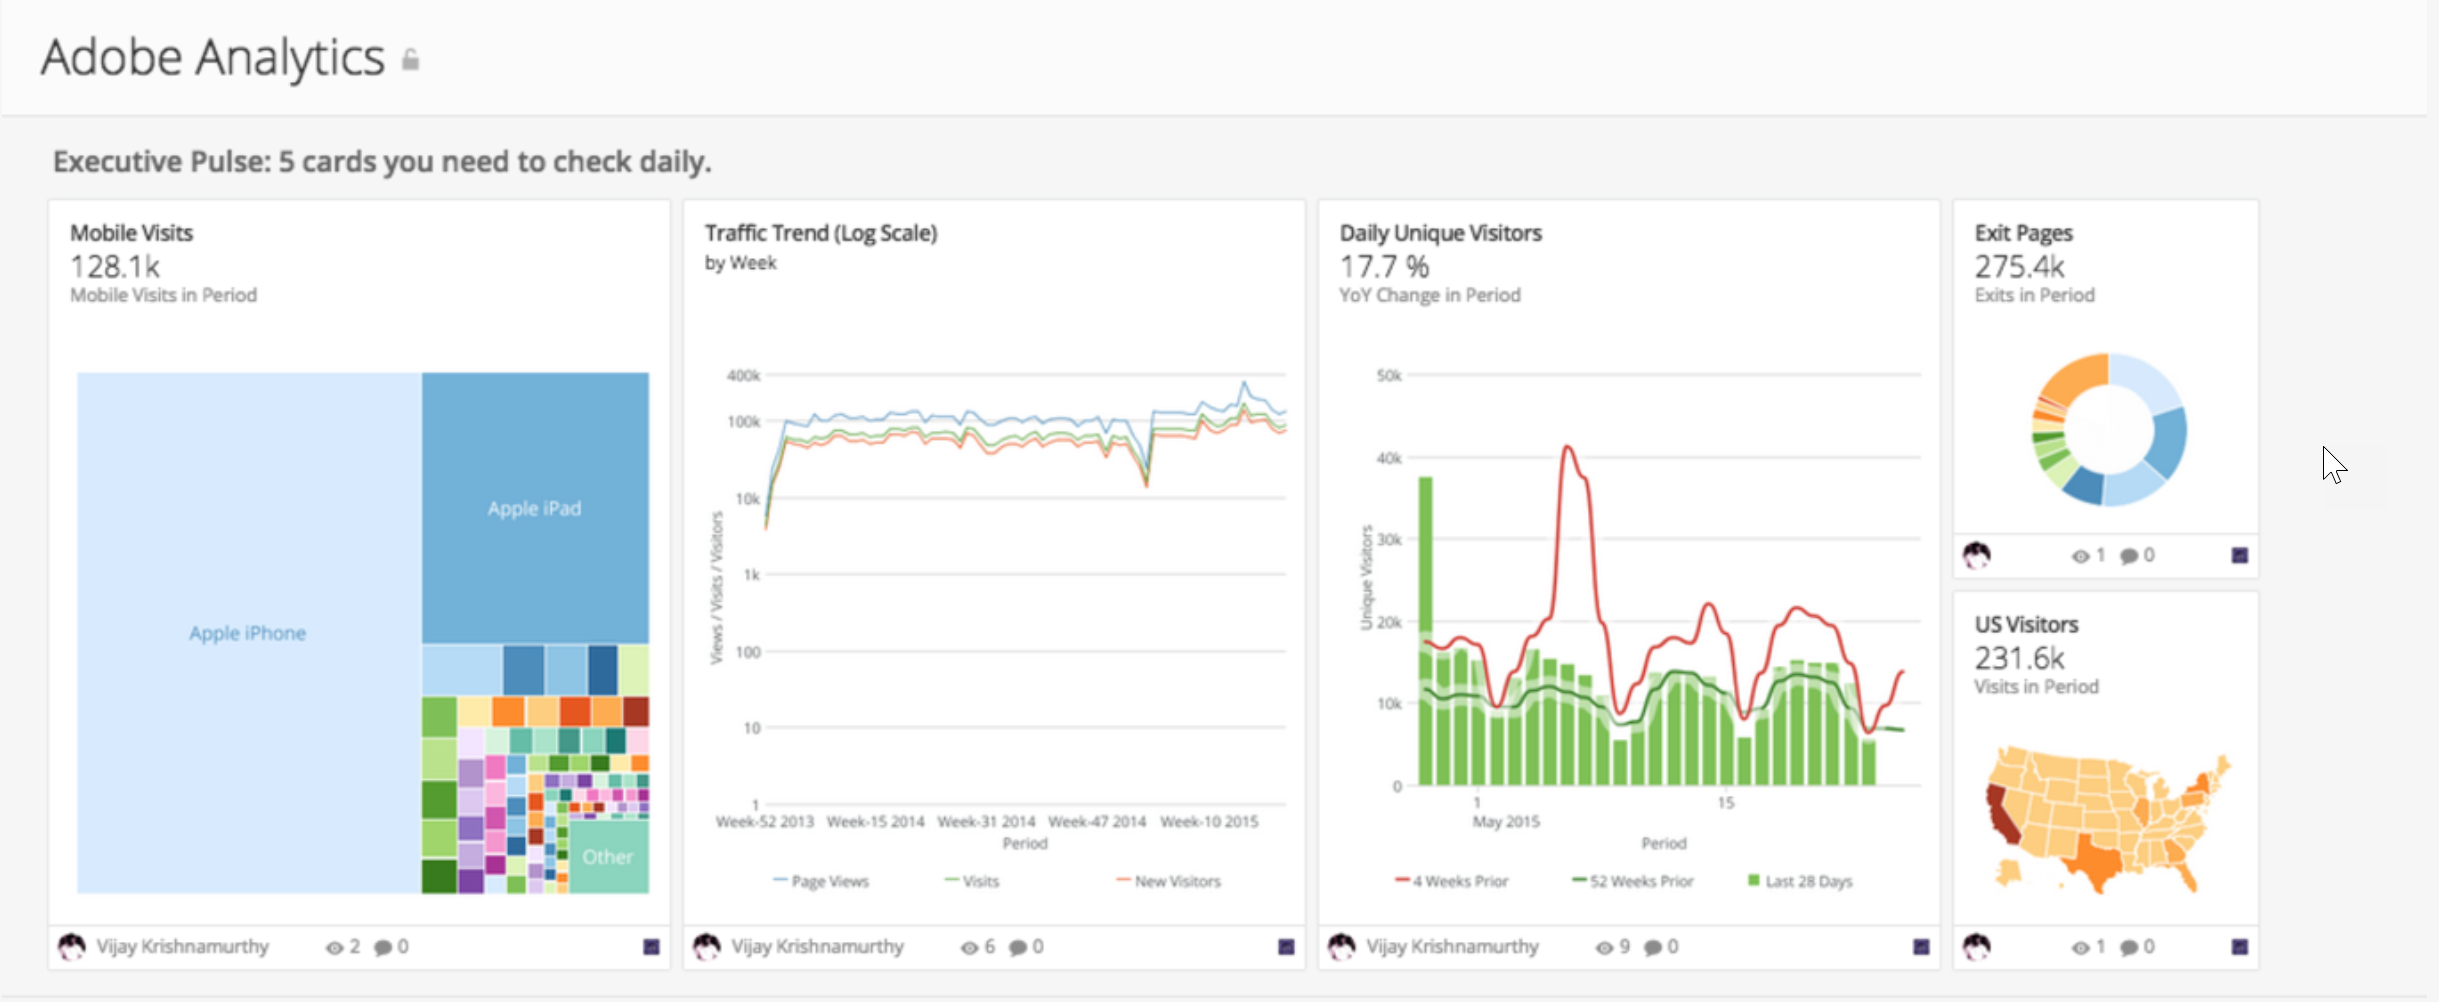 Adobe Analytics
Executive Pulse: 5 cards you need to check daily.
Mobile Visits
128.1k
Mobile Visits in Period
Apple iPhone
Apple iPad
Other
Vijay Krishnamurthy 2 0
Traffic Trend (Log Scale)
by Week
400k
100k
10k
1k
100
10
1
Views / Visits / Visitors
Week-52 2013 Week-15 2014 Week-31 2014 Week-47 2014 Week-10 2015
Period
Page Views Visits New Visitors
Vijay Krishnamurthy 6 0
Daily Unique Visitors
17.7 %
YoY Change in Period
50k
40k
30k
20k
10k
0
Unique Visitors
1 15
May 2015
Period
4 Weeks Prior 52 Weeks Prior Last 28 Days
Vijay Krishnamurthy 9 0
Exit Pages
275.4k
Exits in Period
1 0
US Visitors
231.6k
Visits in Period
1 0